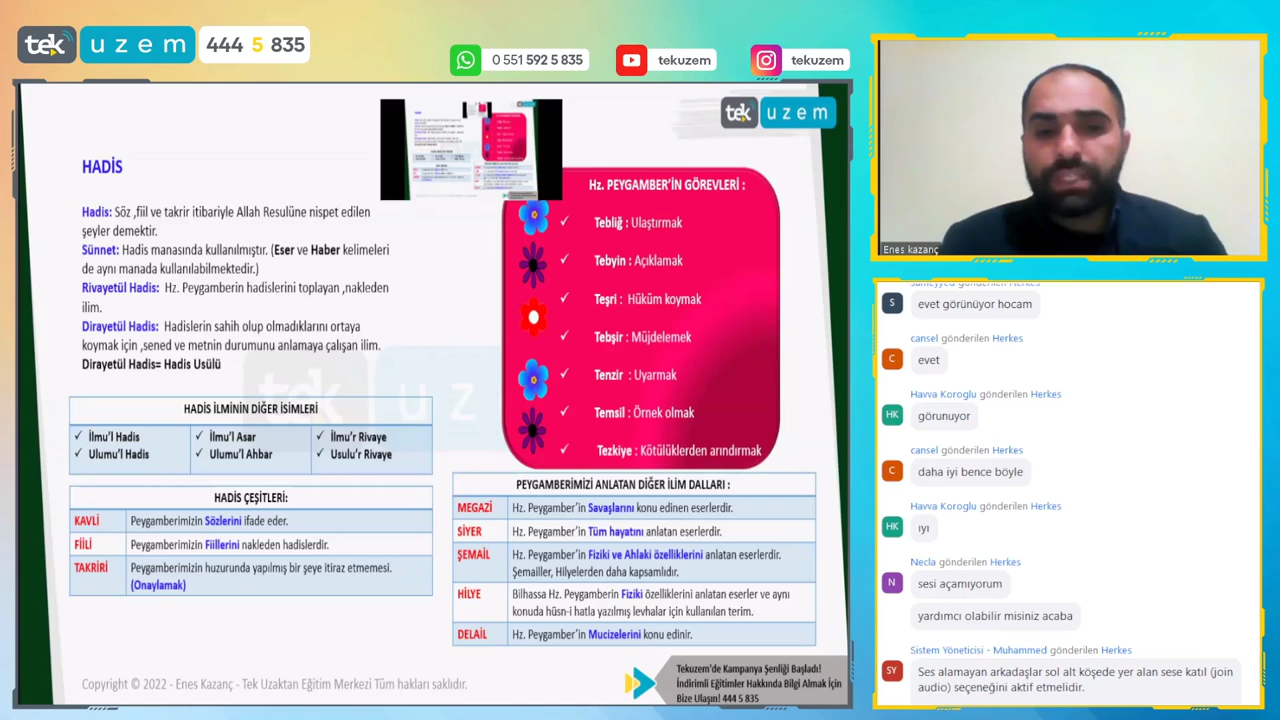 tek uzem 444 5 835
0 551 592 5 835
tekuzem
tekuzem
tek uzem
HADİS
Hadis: Söz ,fiil ve takrir itibariyle Allah Resulüne nispet edilen
şeyler demektir.
Sünnet: Hadis manasında kullanılmıştır. (Eser ve Haber kelimeleri
de aynı manada kullanılabilmektedir.)
Rivayetül Hadis: Hz. Peygamberin hadislerini toplayan ,nakleden
ilim.
Dirayetül Hadis: Hadislerin sahih olup olmadıklarını ortaya
koymak için ,sened ve metnin durumunu anlamaya çalışan ilim.
Dirayetül Hadis= Hadis Usülü
HADİS İLMİNİN DİĞER İSİMLERİ
✓ İlmu'l Hadis ✓ İlmu'l Asar ✓ İlmu'r Rivaye
✓ Ulumu'l Hadis ✓ Ulumu'l Ahbar ✓ Usulu'r Rivaye
HADİS ÇEŞİTLERİ:
KAVLİ Peygamberimizin Sözlerini ifade eder.
FİİLİ Peygamberimizin Fiillerini nakleden hadislerdir.
TAKRİRİ Peygamberimizin huzurunda yapılmış bir şeye itiraz etmemesi.
(Onaylamak)
Hz. PEYGAMBER'İN GÖREVLERİ :
✓ Tebliğ : Ulaştırmak
✓ Tebyin : Açıklamak
✓ Teşri : Hüküm koymak
✓ Tebşir : Müjdelemek
✓ Tenzir : Uyarmak
✓ Temsil : Örnek olmak
✓ Tezkiye : Kötülüklerden arındırmak
PEYGAMBERİMİZİ ANLATAN DİĞER İLİM DALLARI :
MEGAZİ Hz. Peygamber'in Savaşlarını konu edinen eserlerdir.
SİYER Hz. Peygamber'in Tüm hayatını anlatan eserlerdir.
ŞEMAİL Hz. Peygamber'in Fiziki ve Ahlaki özelliklerini anlatan eserlerdir.
Şemailler, Hilyelerden daha kapsamlıdır.
HİLYE Bilhassa Hz. Peygamberin Fiziki özelliklerini anlatan eserler ve aynı
konuda hüsn-i hatla yazılmış levhalar için kullanılan terim.
DELAİL Hz. Peygamber'in Mucizelerini konu edinir.
Copyright © 2022 - Enes Kazanç - Tek Uzaktan Eğitim Merkezi Tüm hakları saklıdır.
Tekuzem'de Kampanya Şenliği Başladı!
İndirimli Eğitimler Hakkında Bilgi Almak İçin
Bize Ulaşın! 444 5 835
Enes kazanç
sümeyyed gönderilen Herkes
S evet görünüyor hocam
cansel gönderilen Herkes
C evet
Havva Koroglu gönderilen Herkes
HK görunuyor
cansel gönderilen Herkes
C daha iyi bence böyle
Havva Koroglu gönderilen Herkes
HK ıyı
Necla gönderilen Herkes
N sesi açamıyorum
yardımcı olabilir misiniz acaba
Sistem Yöneticisi - Muhammed gönderilen Herkes
SY Ses alamayan arkadaşlar sol alt köşede yer alan sese katıl (join
audio) seçeneğini aktif etmelidir.